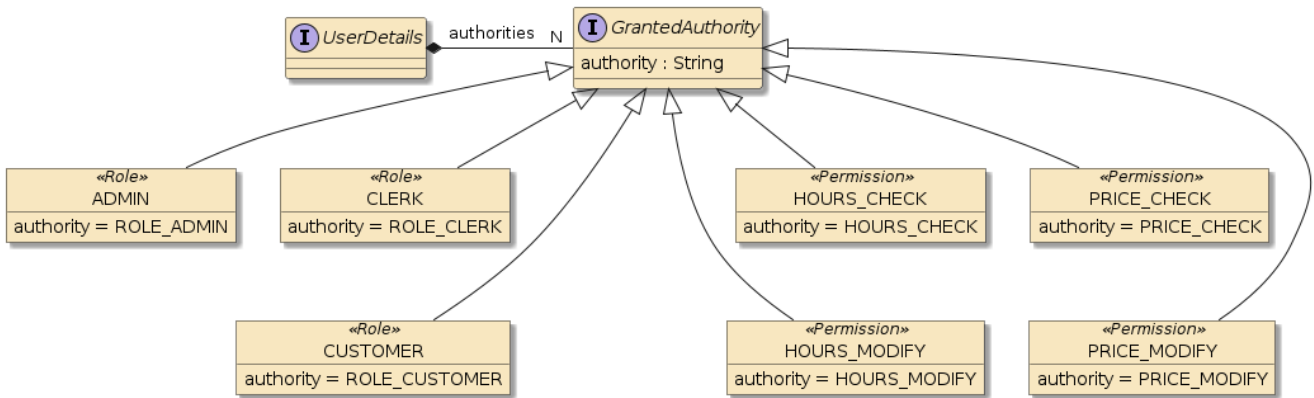 I UserDetails
authorities N
I GrantedAuthority
authority : String
«Role»
ADMIN
authority = ROLE_ADMIN
«Role»
CLERK
authority = ROLE_CLERK
«Permission»
HOURS_CHECK
authority = HOURS_CHECK
«Permission»
PRICE_CHECK
authority = PRICE_CHECK
«Role»
CUSTOMER
authority = ROLE_CUSTOMER
«Permission»
HOURS_MODIFY
authority = HOURS_MODIFY
«Permission»
PRICE_MODIFY
authority = PRICE_MODIFY